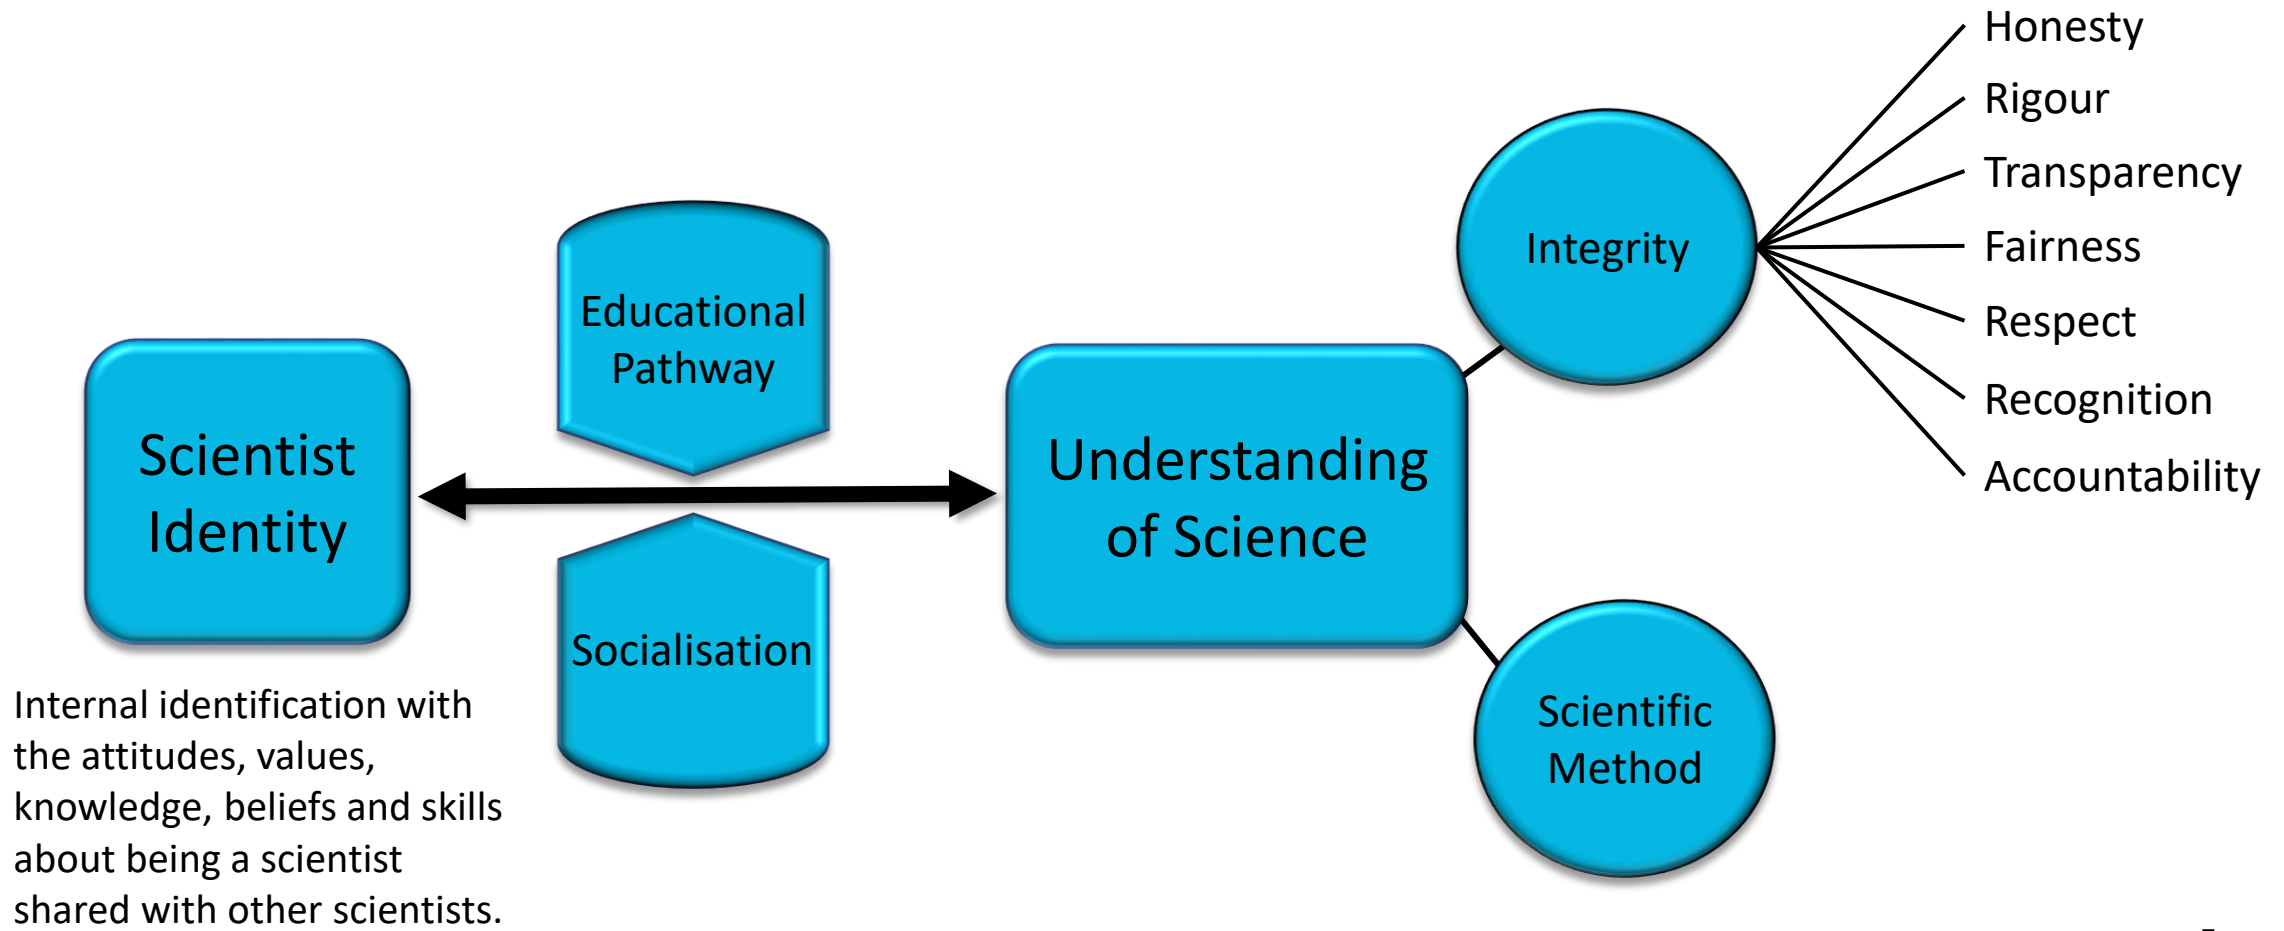 Honesty
Rigour
Transparency
Fairness
Respect
Recognition
Accountability
Integrity
Educational
Pathway
Scientist
Identity
Understanding
of Science
Socialisation
Scientific
Method
Internal identification with
the attitudes, values,
knowledge, beliefs and skills
about being a scientist
shared with other scientists.